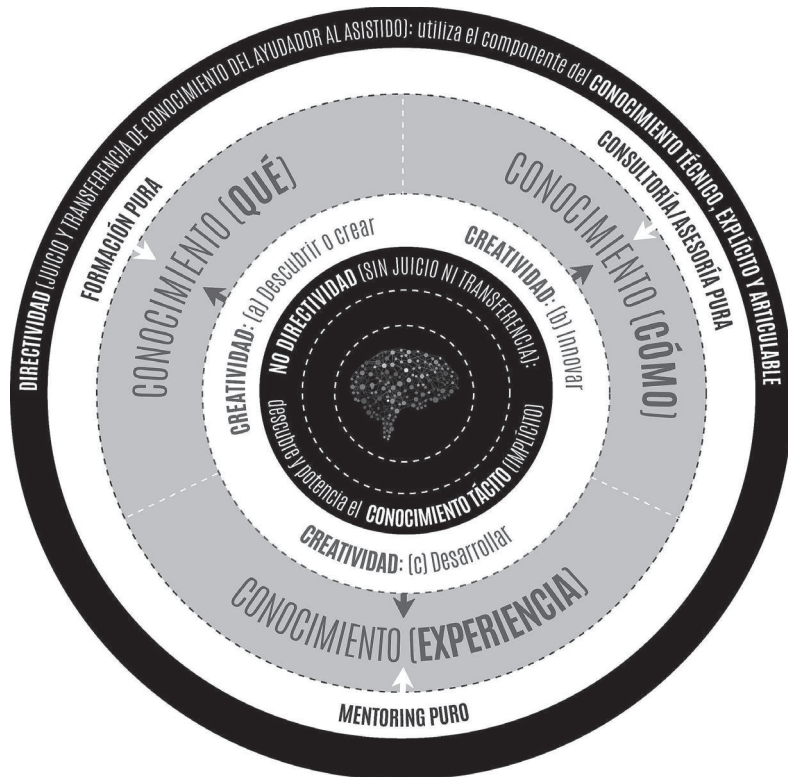 DIRECTIVIDAD (JUICIO Y TRANSFERENCIA DE CONOCIMIENTO DEL AYUDADOR AL ASISTIDO): utiliza el componente del CONOCIMIENTO TÉCNICO, EXPLÍCITO Y ARTICULABLE
FORMACIÓN PURA
CONSULTORÍA/ASESORÍA PURA
CONOCIMIENTO (QUÉ)
CONOCIMIENTO (CÓMO)
CREATIVIDAD: (a) Descubrir o crear
CREATIVIDAD: (b) Innovar
NO DIRECTIVIDAD (SIN JUICIO NI TRANSFERENCIA):
descubre y potencia el CONOCIMIENTO TÁCITO (IMPLÍCITO)
CREATIVIDAD: (c) Desarrollar
CONOCIMIENTO (EXPERIENCIA)
MENTORING PURO